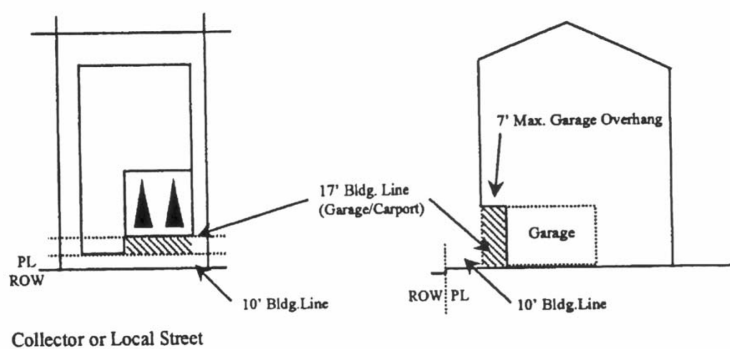 7' Max. Garage Overhang
17' Bldg. Line
(Garage/Carport)
Garage
PL
ROW
10' Bldg.Line
ROW
PL
10' Bldg.Line
Collector or Local Street